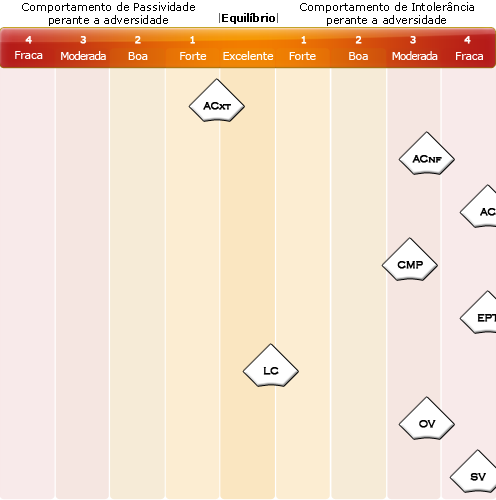 Comportamento de Passividade
perante a adversidade
|Equilíbrio|
Comportamento de Intolerância
perante a adversidade
4 3 2 1 1 2 3 4
Fraca Moderada Boa Forte Excelente Forte Boa Moderada Fraca
ACXT
ACNF
AC
CMP
EPT
LC
OV
SV